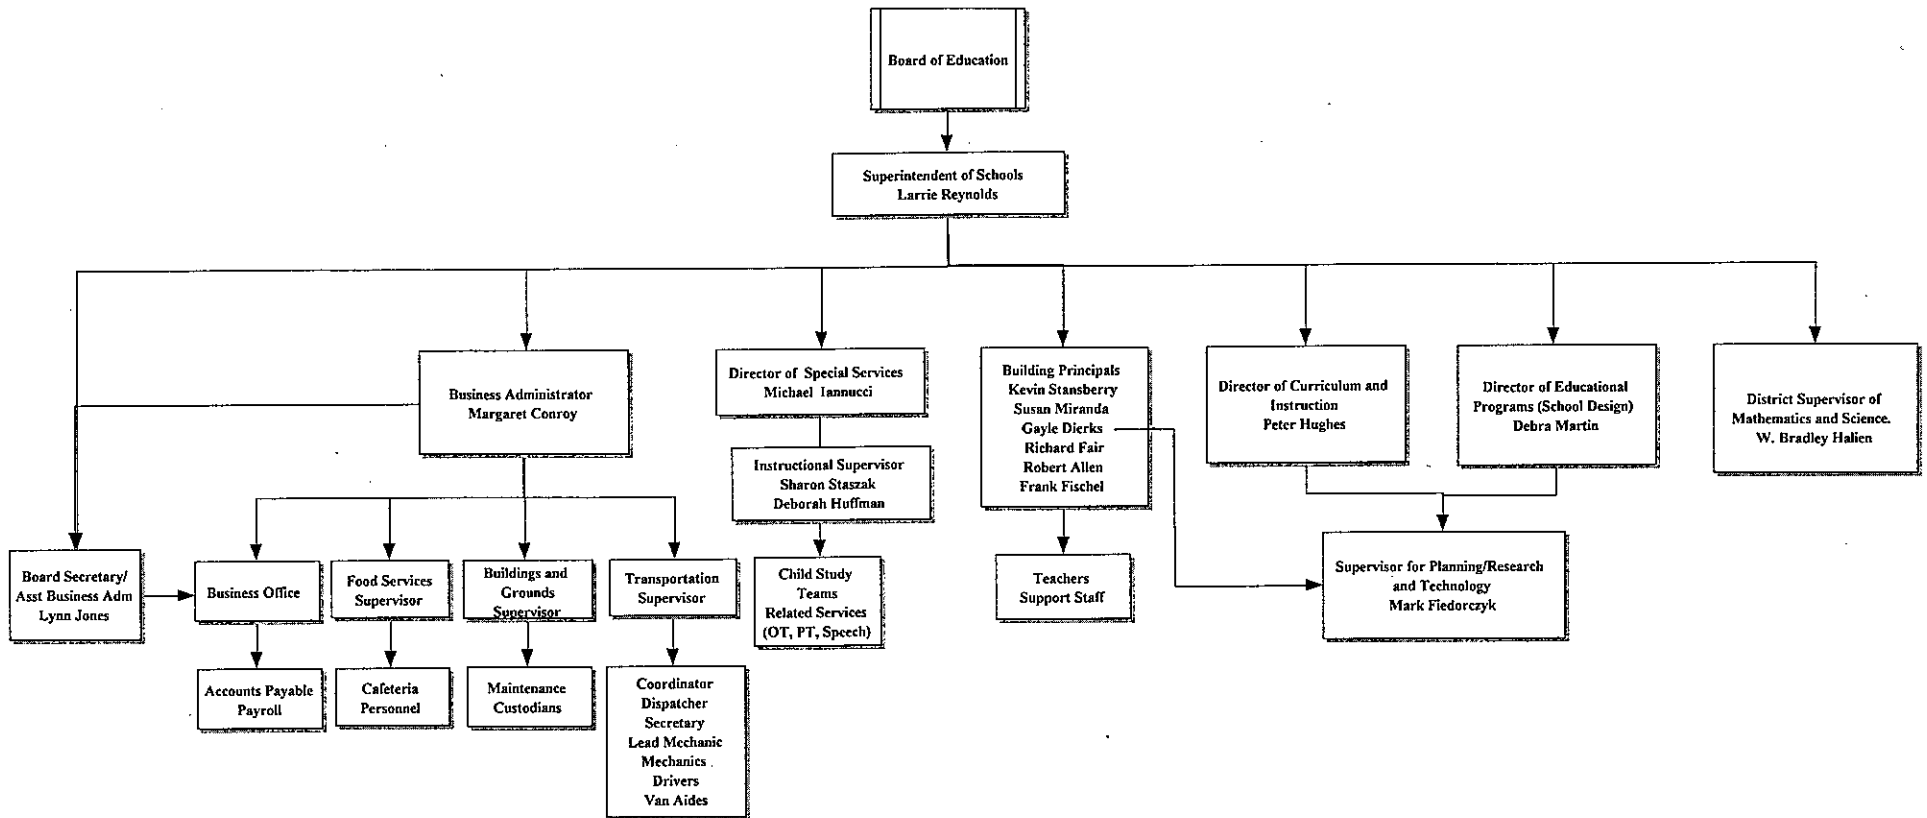 Board of Education
Superintendent of Schools
Larrie Reynolds
Business Administrator
Margaret Conroy
Director of Special Services
Michael Iannucci
Instructional Supervisor
Sharon Staszak
Deborah Huffman
Building Principals
Kevin Stansberry
Susan Miranda
Gayle Dierks
Richard Fair
Robert Allen
Frank Fischel
Director of Curriculum and
Instruction
Peter Hughes
Director of Educational
Programs (School Design)
Debra Martin
District Supervisor of
Mathematics and Science.
W. Bradley Halien
Board Secretary/
Asst Business Adm
Lynn Jones
Business Office
Food Services
Supervisor
Buildings and
Grounds
Supervisor
Transportation
Supervisor
Child Study
Teams
Related Services
(OT, PT, Speech)
Teachers
Support Staff
Supervisor for Planning/Research
and Technology
Mark Fiedorczyk
Accounts Payable
Payroll
Cafeteria
Personnel
Maintenance
Custodians
Coordinator
Dispatcher
Secretary
Lead Mechanic
Mechanics
Drivers
Van Aides